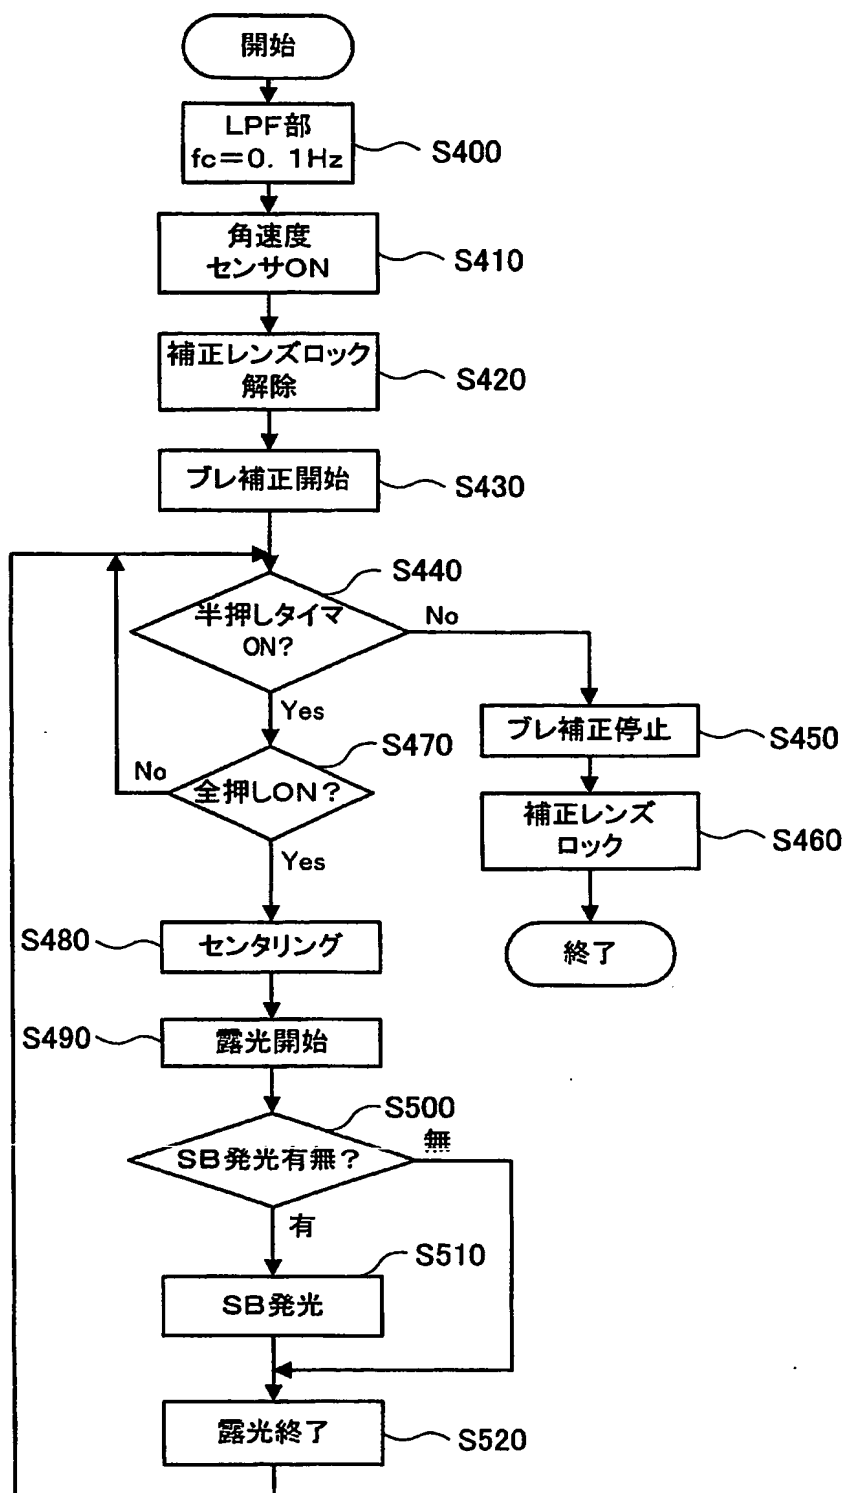 開始
LPF部
fc=0.1Hz
S400
角速度
センサON
S410
補正レンズロック
解除
S420
ブレ補正開始
S430
S440
半押しタイマ
ON?
No
Yes
S470
No
全押しON?
Yes
ブレ補正停止
S450
補正レンズ
ロック
S460
終了
S480
センタリング
S490
露光開始
S500
SB発光有無?
無
有
S510
SB発光
露光終了
S520